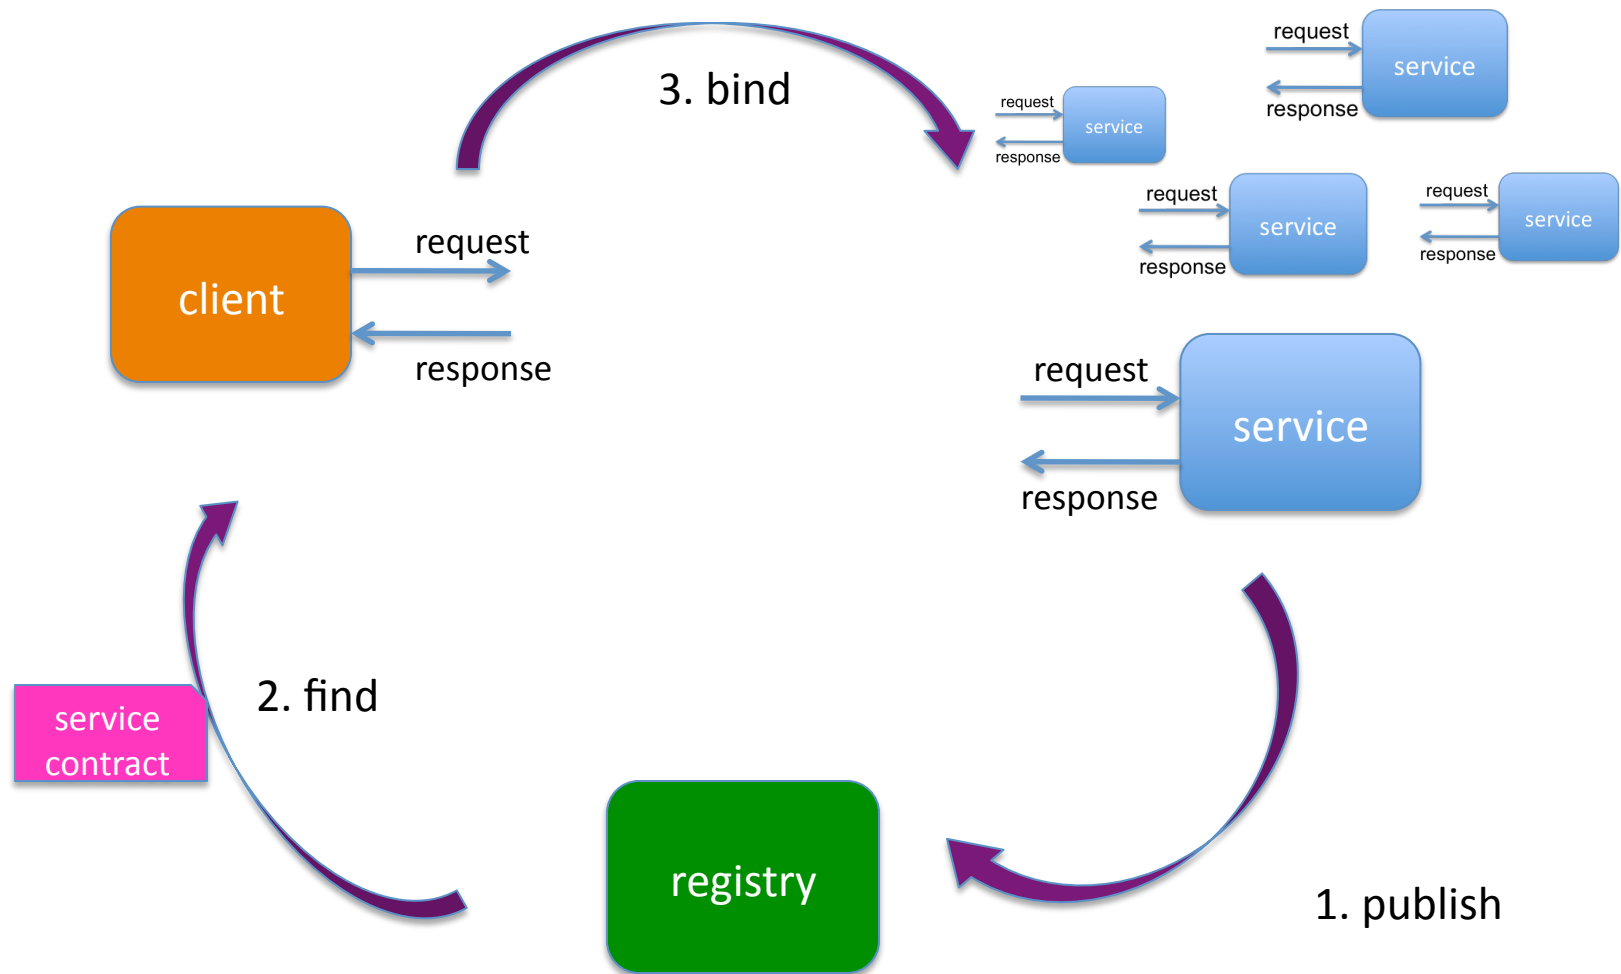 3. bind
request
service
response
request
service
response
request
service
response
request
service
response
client
request
response
request
service
response
service
contract
2. find
registry
1. publish